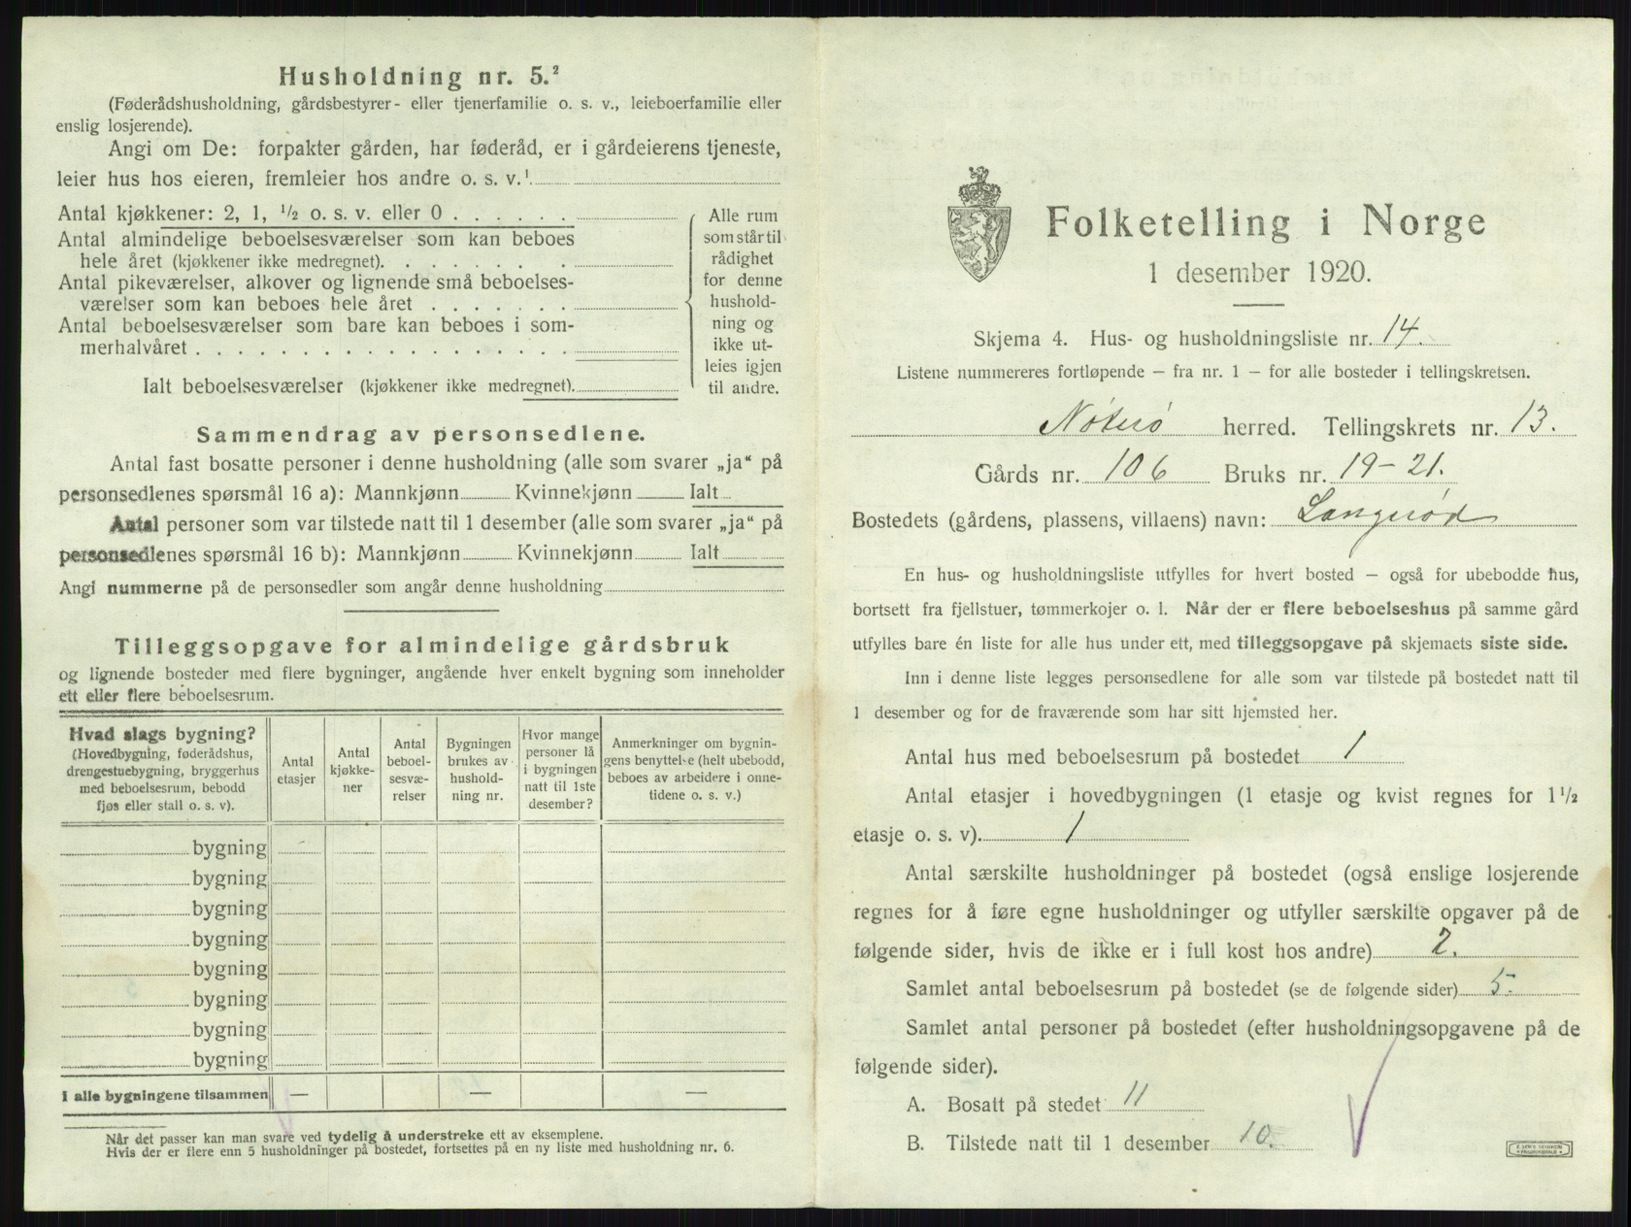 Husholdning nr. 5.²
(Føderådshusholdning, gårdsbestyrer- eller tjenerfamilie o. s. v., leieboerfamilie eller
enslig losjerende).
Angi om De: forpakter gården, har føderåd, er i gårdeierens tjeneste,
leier hus hos eieren, fremleier hos andre o. s. v.¹
Antal kjøkkener: 2, 1, ½ o. s. v. eller 0 . . . . . .
Antal almindelige beboelsesværelser som kan beboes
hele året (kjøkkener ikke medregnet). . . . . . . .
Antal pikeværelser, alkover og lignende små beboelses-
værelser som kan beboes hele året . . . . . . .
Antal beboelsesværelser som bare kan beboes i som-
merhalvåret . . . . . . . . . . . . . . . . .
Ialt beboelsesværelser (kjøkkener ikke medregnet).
Alle rum
som står til
rådighet
for denne
hushold-
ning og
ikke ut-
leies igjen
til andre.
Sammendrag av personsedlene.
Antal fast bosatte personer i denne husholdning (alle som svarer „ja“ på
personsedlenes spørsmål 16 a): Mannkjønn Kvinnekjønn Ialt
Antal personer som var tilstede natt til 1 desember (alle som svarer „ja“ på
personsedlenes spørsmål 16 b): Mannkjønn Kvinnekjønn Ialt
Angi nummerne på de personsedler som angår denne husholdning
Tilleggsopgave for almindelige gårdsbruk
og lignende bosteder med flere bygninger, angående hver enkelt bygning som inneholder
ett eller flere beboelsesrum.
Hvad slags bygning?
(Hovedbygning, føderådshus,
drengestuebygning, bryggerhus
med beboelsesrum, bebodd
fjøs eller stall o. s. v).
Antal
etasjer
Antal
kjøkke-
ner
Antal
beboel-
sesvæ-
relser
Bygningen
brukes av
hushold-
ning nr.
Hvor mange
personer lå
i bygningen
natt til 1ste
desember?
Anmerkninger om bygnin-
gens benyttelse (helt ubebodd,
beboes av arbeidere i onne-
tidene o. s. v.)
bygning
bygning
bygning
bygning
bygning
bygning
bygning
bygning
I alle bygningene tilsammen — — —
Når det passer kan man svare ved tydelig å understreke ett av eksemplene.
Hvis der er flere enn 5 husholdninger på bostedet, fortsettes på en ny liste med husholdning nr. 6.
Folketelling i Norge
1 desember 1920.
Skjema 4. Hus- og husholdningsliste nr. 14.
Listene nummereres fortløpende — fra nr. 1 — for alle bosteder i tellingskretsen.
Nøterø herred. Tellingskrets nr. 13.
Gårds nr. 106 Bruks nr. 19-21.
Bostedets (gårdens, plassens, villaens) navn: Langerød
En hus- og husholdningsliste utfylles for hvert bosted — også for ubebodde hus,
bortsett fra fjellstuer, tømmerkojer o. l. Når der er flere beboelseshus på samme gård
utfylles bare én liste for alle hus under ett, med tilleggsopgave på skjemaets siste side.
Inn i denne liste legges personsedlene for alle som var tilstede på bostedet natt til
1 desember og for de fraværende som har sitt hjemsted her.
Antal hus med beboelsesrum på bostedet 1
Antal etasjer i hovedbygningen (1 etasje og kvist regnes for 1½
etasje o. s. v). 1
Antal særskilte husholdninger på bostedet (også enslige losjerende
regnes for å føre egne husholdninger og utfyller særskilte opgaver på de
følgende sider, hvis de ikke er i full kost hos andre) 2.
Samlet antal beboelsesrum på bostedet (se de følgende sider) 5.
Samlet antal personer på bostedet (efter husholdningsopgavene på de
følgende sider).
A. Bosatt på stedet 11
B. Tilstede natt til 1 desember 10.